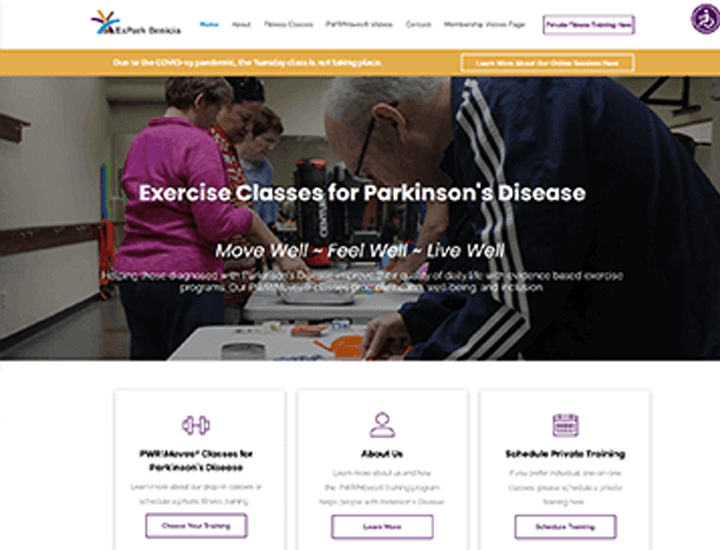 ExPark Benicia
Home About Fitness Classes PWR!Moves® Videos Contact Membership Videos Page Private Fitness Training Here
Due to the COVID-19 pandemic, the Tuesday class is not taking place.
Learn More About Our Online Sessions Here
Exercise Classes for Parkinson's Disease
Move Well ~ Feel Well ~ Live Well
Helping those diagnosed with Parkinson's Disease improve their quality of daily life with evidence based exercise
programs. Our PWR!Moves® classes promote health, well-being, and inclusion
PWR!Moves® Classes for
Parkinson's Disease
Learn more about our drop-in classes or
schedule a private fitness training
Choose Your Training
About Us
Learn more about us and how
the PWR!Moves® training program
helps people with Parkinson's Disease
Learn More
Schedule Private Training
If you prefer individual, one-on-one
classes, please schedule a private
training here
Schedule Training